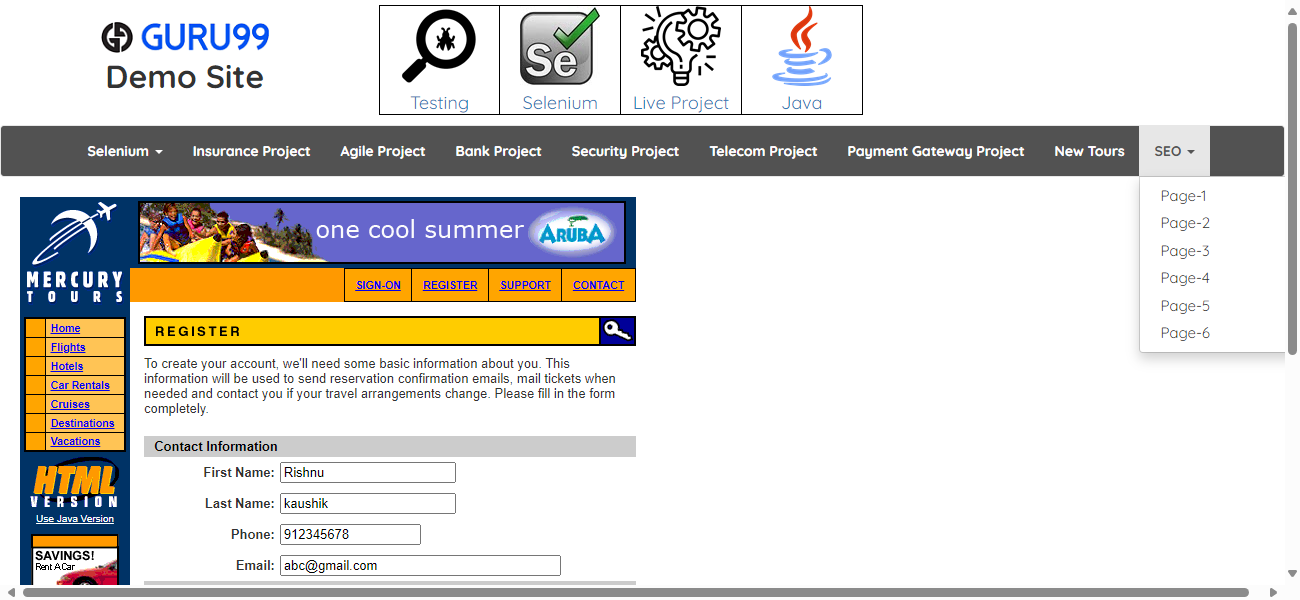 GURU99
Demo Site
Testing
Se
Selenium
Live Project
Java
Selenium
Insurance Project
Agile Project
Bank Project
Security Project
Telecom Project
Payment Gateway Project
New Tours
SEO
Page-1
Page-2
Page-3
Page-4
Page-5
Page-6
MERCURY
TOURS
one cool summer
ARUBA
SIGN-ON
REGISTER
SUPPORT
CONTACT
Home
Flights
Hotels
Car Rentals
Cruises
Destinations
Vacations
HTML
VERSION
Use Java Version
SAVINGS!
Rent A Car
REGISTER
To create your account, we'll need some basic information about you. This
information will be used to send reservation confirmation emails, mail tickets when
needed and contact you if your travel arrangements change. Please fill in the form
completely.
Contact Information
First Name: Rishnu
Last Name: kaushik
Phone: 912345678
Email: abc@gmail.com